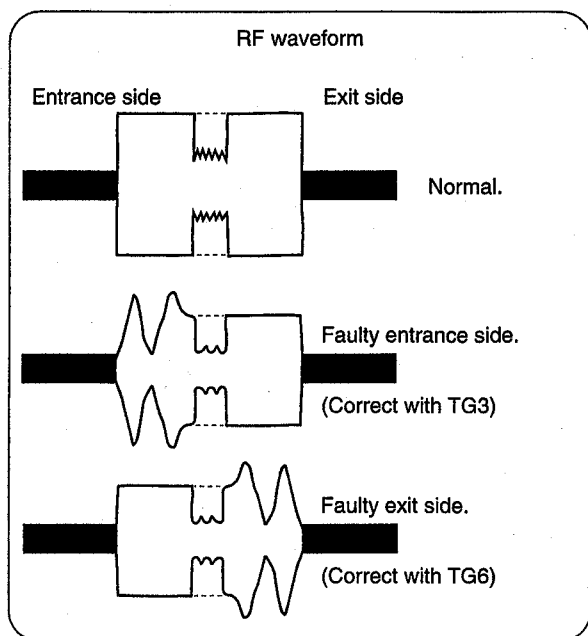 RF waveform
Entrance side
Exit side
Normal.
Faulty entrance side.
(Correct with TG3)
Faulty exit side.
(Correct with TG6)